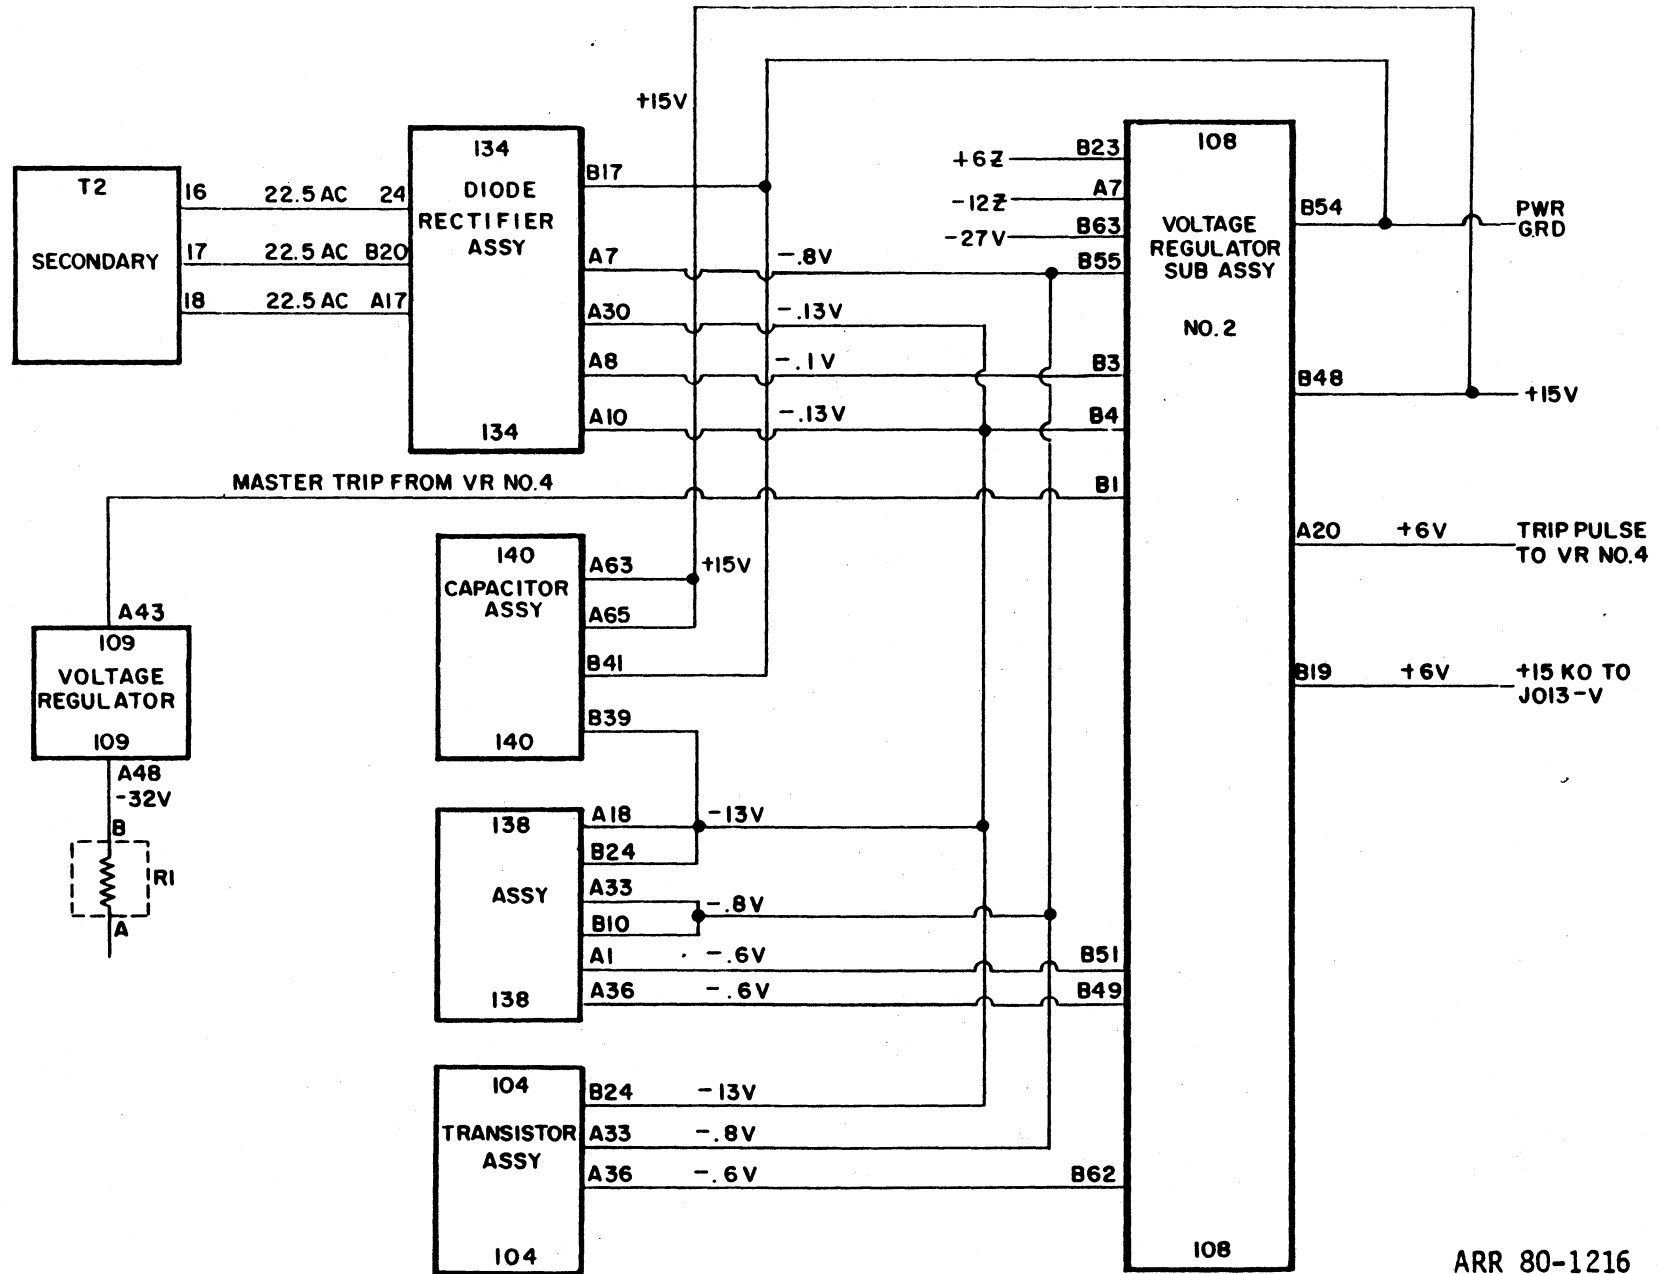 +15V
T2
SECONDARY
16 22.5 AC 24
17 22.5 AC B20
18 22.5 AC A17
134
DIODE
RECTIFIER
ASSY
134
B17
A7 -.8V
A30 -.13V
A8 -.1V
A10 -.13V
+6Z B23
-12Z A7
-27V B63
B55
B3
B4
B1
108
VOLTAGE
REGULATOR
SUB ASSY
NO. 2
108
B54 PWR
GRD
B48 +15V
A20 +6V TRIP PULSE
TO VR NO.4
B19 +6V +15 KO TO
J013-V
MASTER TRIP FROM VR NO.4
A43
109
VOLTAGE
REGULATOR
109
A48
-32V
B
R1
A
140
CAPACITOR
ASSY
140
A63 +15V
A65
B41
B39
138
ASSY
138
A18 -13V
B24
A33 -.8V
B10
A1 -.6V B51
A36 -.6V B49
104
TRANSISTOR
ASSY
104
B24 -13V
A33 -.8V
A36 -.6V B62
ARR 80-1216